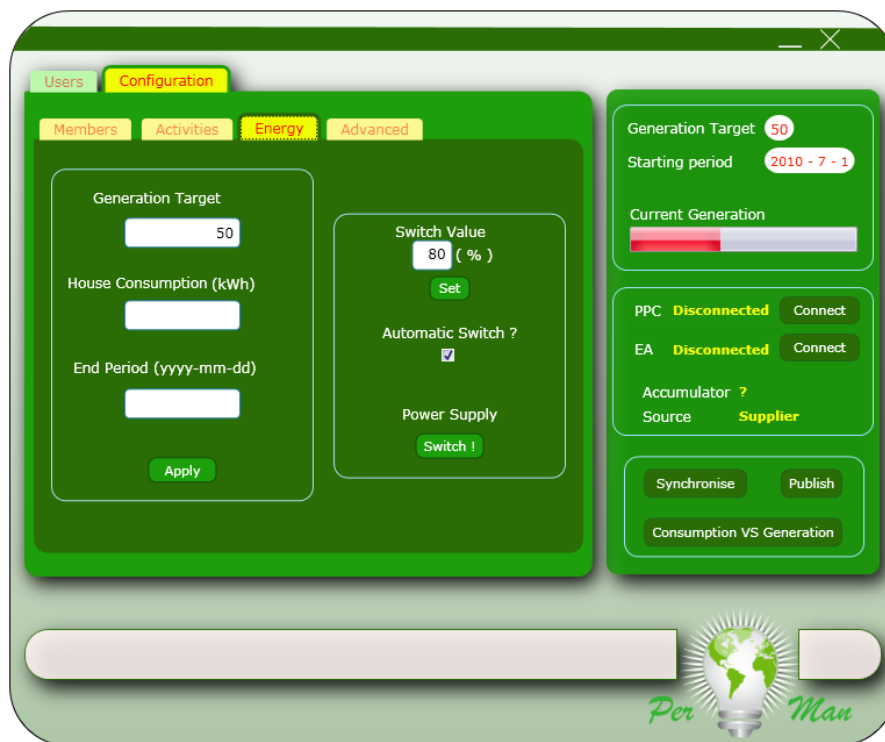 Users Configuration
Members Activities Energy Advanced
Generation Target
50
House Consumption (kWh)
End Period (yyyy-mm-dd)
Apply
Switch Value
80 ( % )
Set
Automatic Switch ?
Power Supply
Switch !
Generation Target 50
Starting period 2010 - 7 - 1
Current Generation
PPC Disconnected Connect
EA Disconnected Connect
Accumulator ?
Source Supplier
Synchronise Publish
Consumption VS Generation
Per Man